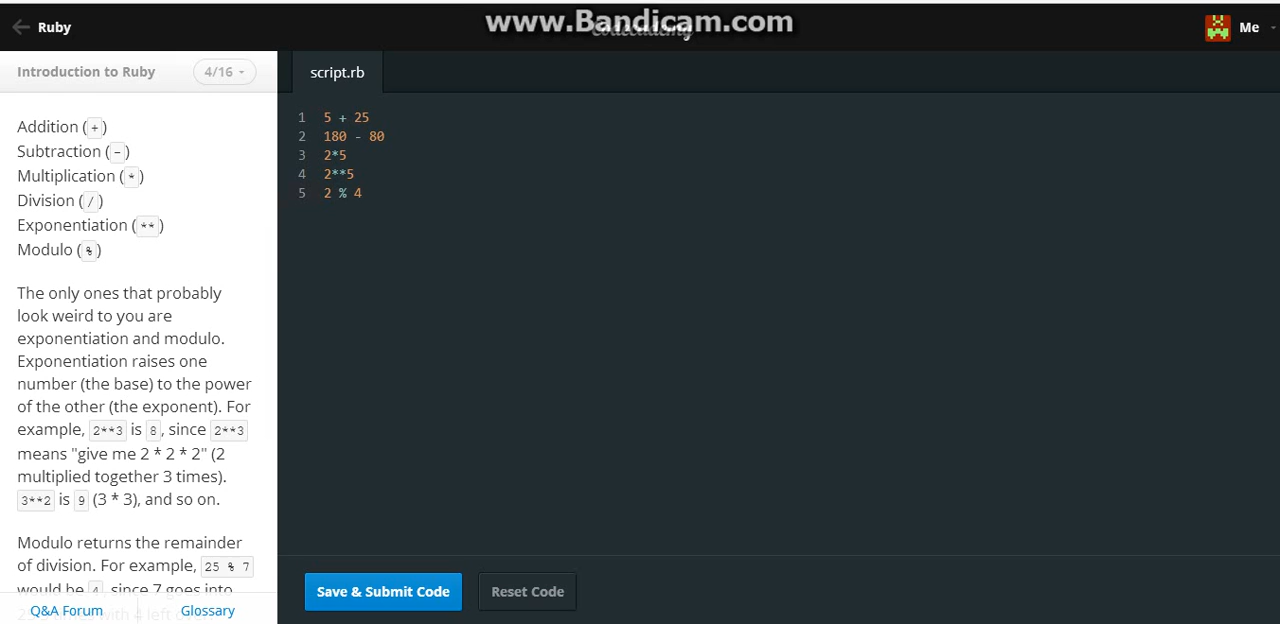 www.Bandicam.com
Ruby
Me
Introduction to Ruby
4/16
script.rb
Addition (+)
Subtraction (-)
Multiplication (*)
Division (/)
Exponentiation (**)
Modulo (%)
The only ones that probably
look weird to you are
exponentiation and modulo.
Exponentiation raises one
number (the base) to the power
of the other (the exponent). For
example, 2**3 is 8, since 2**3
means "give me 2 * 2 * 2" (2
multiplied together 3 times).
3**2 is 9 (3 * 3), and so on.
Modulo returns the remainder
of division. For example, 25 % 7
would be 4, since 7 goes into
Q&A Forum
Glossary
1 5 + 25
2 180 - 80
3 2*5
4 2**5
5 2 % 4
Save & Submit Code
Reset Code